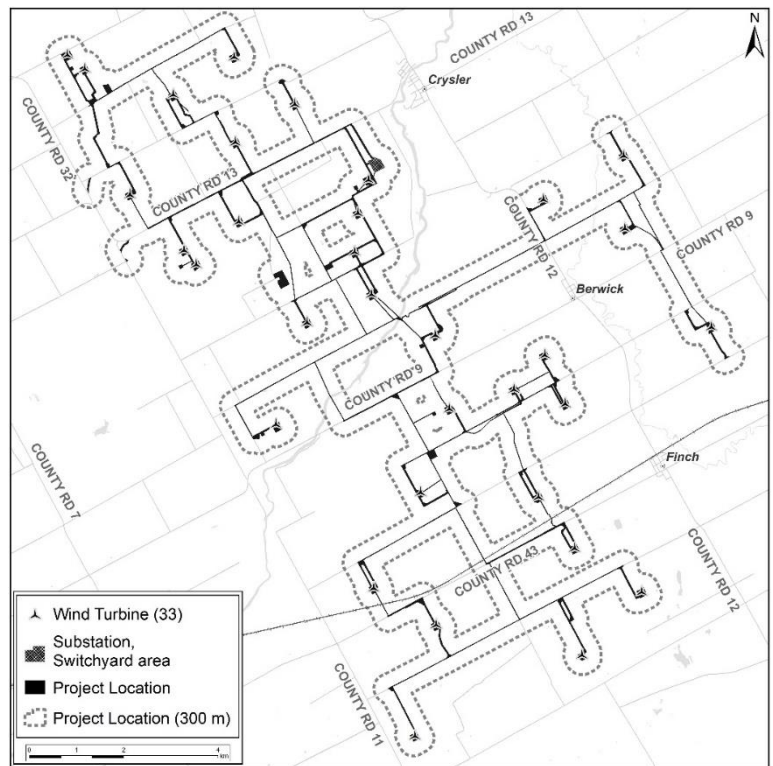 N
COUNTY RD 13
Crysler
COUNTY RD 32
COUNTY RD 13
COUNTY RD 12
COUNTY RD 9
Berwick
COUNTY RD 9
COUNTY RD 7
Finch
COUNTY RD 43
COUNTY RD 12
COUNTY RD 11
Wind Turbine (33)
Substation,
Switchyard area
Project Location
Project Location (300 m)
0 1 2 4
km